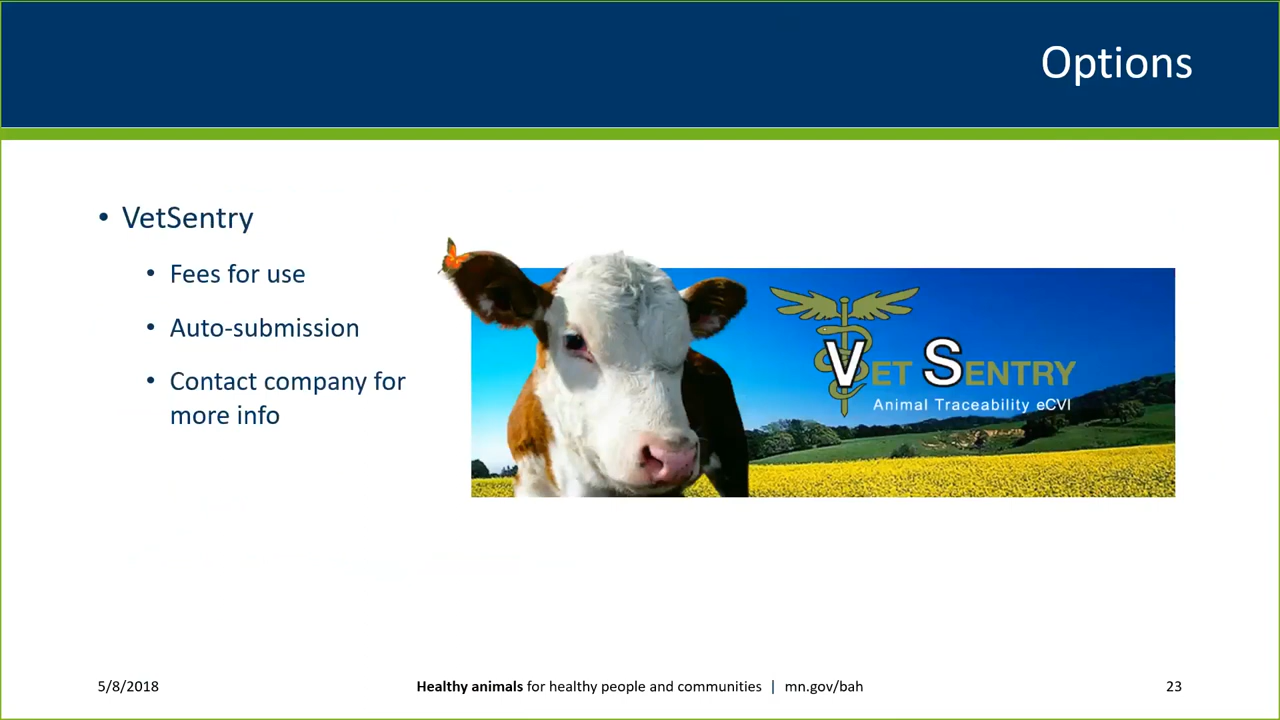 Options
• VetSentry
• Fees for use
• Auto-submission
• Contact company for
more info
VET SENTRY
Animal Traceability eCVI
5/8/2018
Healthy animals for healthy people and communities | mn.gov/bah
23